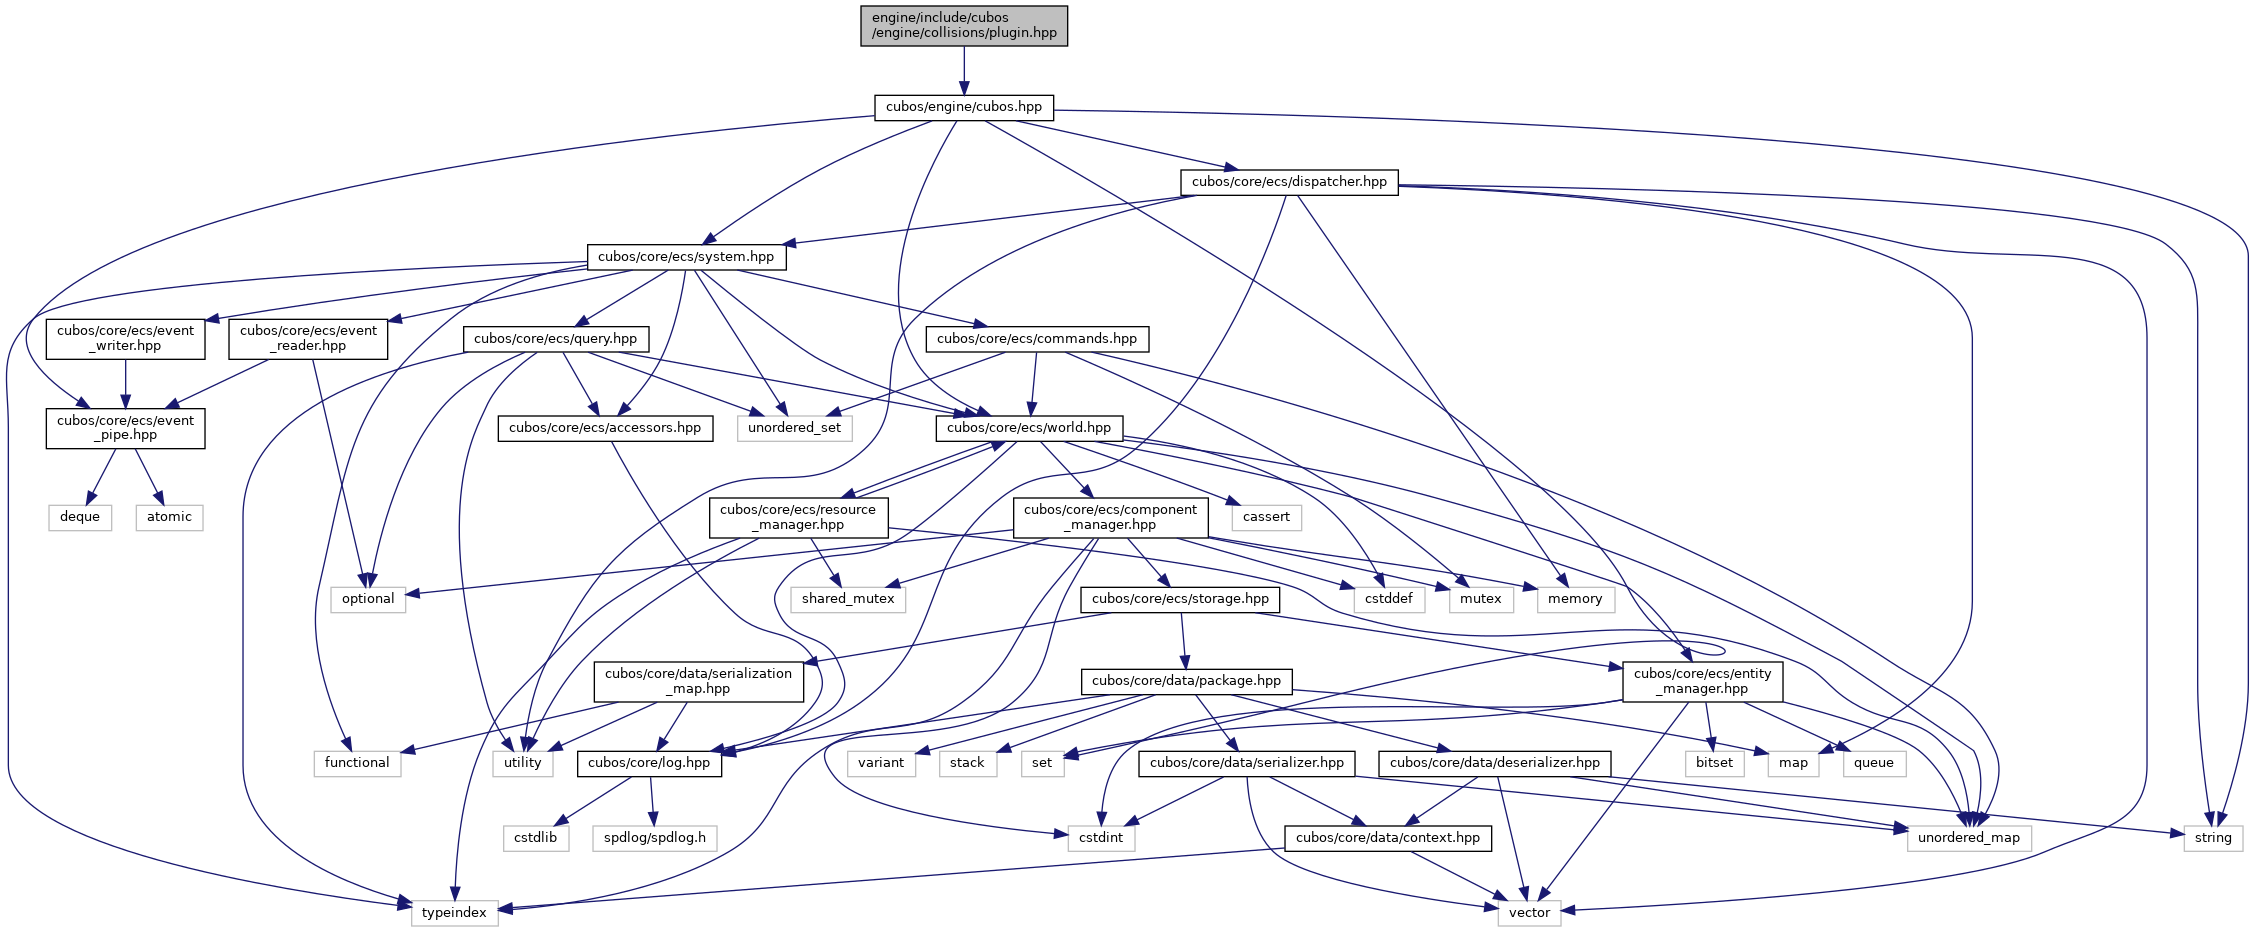 engine/include/cubos
/engine/collisions/plugin.hpp
cubos/engine/cubos.hpp
cubos/core/ecs/dispatcher.hpp
cubos/core/ecs/system.hpp
cubos/core/ecs/event
_writer.hpp
cubos/core/ecs/event
_reader.hpp
cubos/core/ecs/query.hpp
cubos/core/ecs/commands.hpp
cubos/core/ecs/event
_pipe.hpp
cubos/core/ecs/accessors.hpp
unordered_set
cubos/core/ecs/world.hpp
deque
atomic
cubos/core/ecs/resource
_manager.hpp
cubos/core/ecs/component
_manager.hpp
cassert
optional
shared_mutex
cubos/core/ecs/storage.hpp
cstddef
mutex
memory
cubos/core/data/serialization
_map.hpp
cubos/core/data/package.hpp
cubos/core/ecs/entity
_manager.hpp
functional
utility
cubos/core/log.hpp
variant
stack
set
cubos/core/data/serializer.hpp
cubos/core/data/deserializer.hpp
bitset
map
queue
cstdlib
spdlog/spdlog.h
cstdint
cubos/core/data/context.hpp
unordered_map
string
typeindex
vector